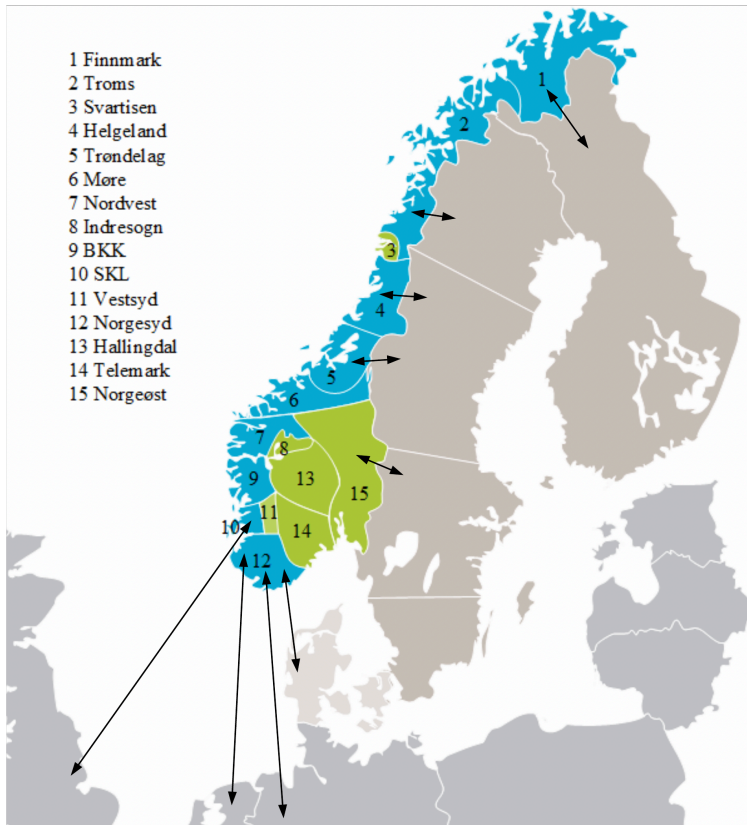 1 Finnmark
2 Troms
3 Svartisen
4 Helgeland
5 Trøndelag
6 Møre
7 Nordvest
8 Indresogn
9 BKK
10 SKL
11 Vestsyd
12 Norgesyd
13 Hallingdal
14 Telemark
15 Norgeøst
1
2
3
4
5
6
7
8
9
13
15
11
10
14
12